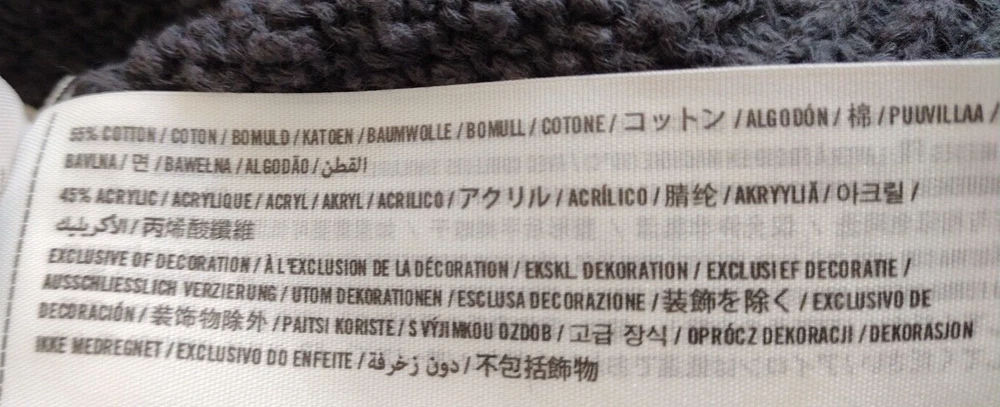 55% COTTON / COTON / BOMULD / KATOEN / BAUMWOLLE / BOMULL / COTONE / コットン / ALGODÓN / 棉 / PUUVILLAA /
BAVLNA / 면 / BAWEŁNA / ALGODÃO / القطن
45% ACRYLIC / ACRYLIQUE / ACRYL / AKRYL / ACRILICO / アクリル / ACRÍLICO / 腈纶 / AKRYYLIÄ / 아크릴 /
الأكريليك / 丙烯酸纖維
EXCLUSIVE OF DECORATION / À L'EXCLUSION DE LA DÉCORATION / EKSKL. DEKORATION / EXCLUSIEF DECORATIE /
AUSSCHLIESSLICH VERZIERUNG / UTOM DEKORATIONEN / ESCLUSA DECORAZIONE / 装飾を除く / EXCLUSIVO DE
DECORACIÓN / 装饰物除外 / PAITSI KORISTE / S VÝJIMKOU OZDOB / 고급 장식 / OPRÓCZ DEKORACJI / DEKORASJON
IKKE MEDREGNET / EXCLUSIVO DO ENFEITE / دون زخرفة / 不包括飾物